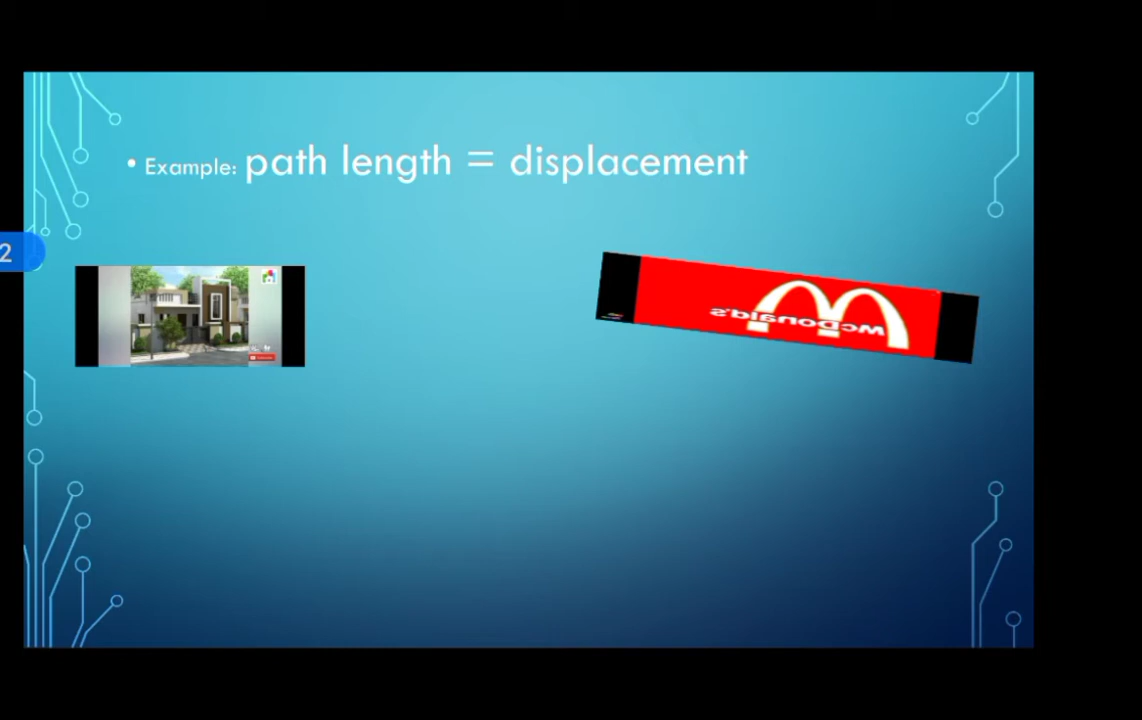 • Example: path length = displacement
2
McDonald's